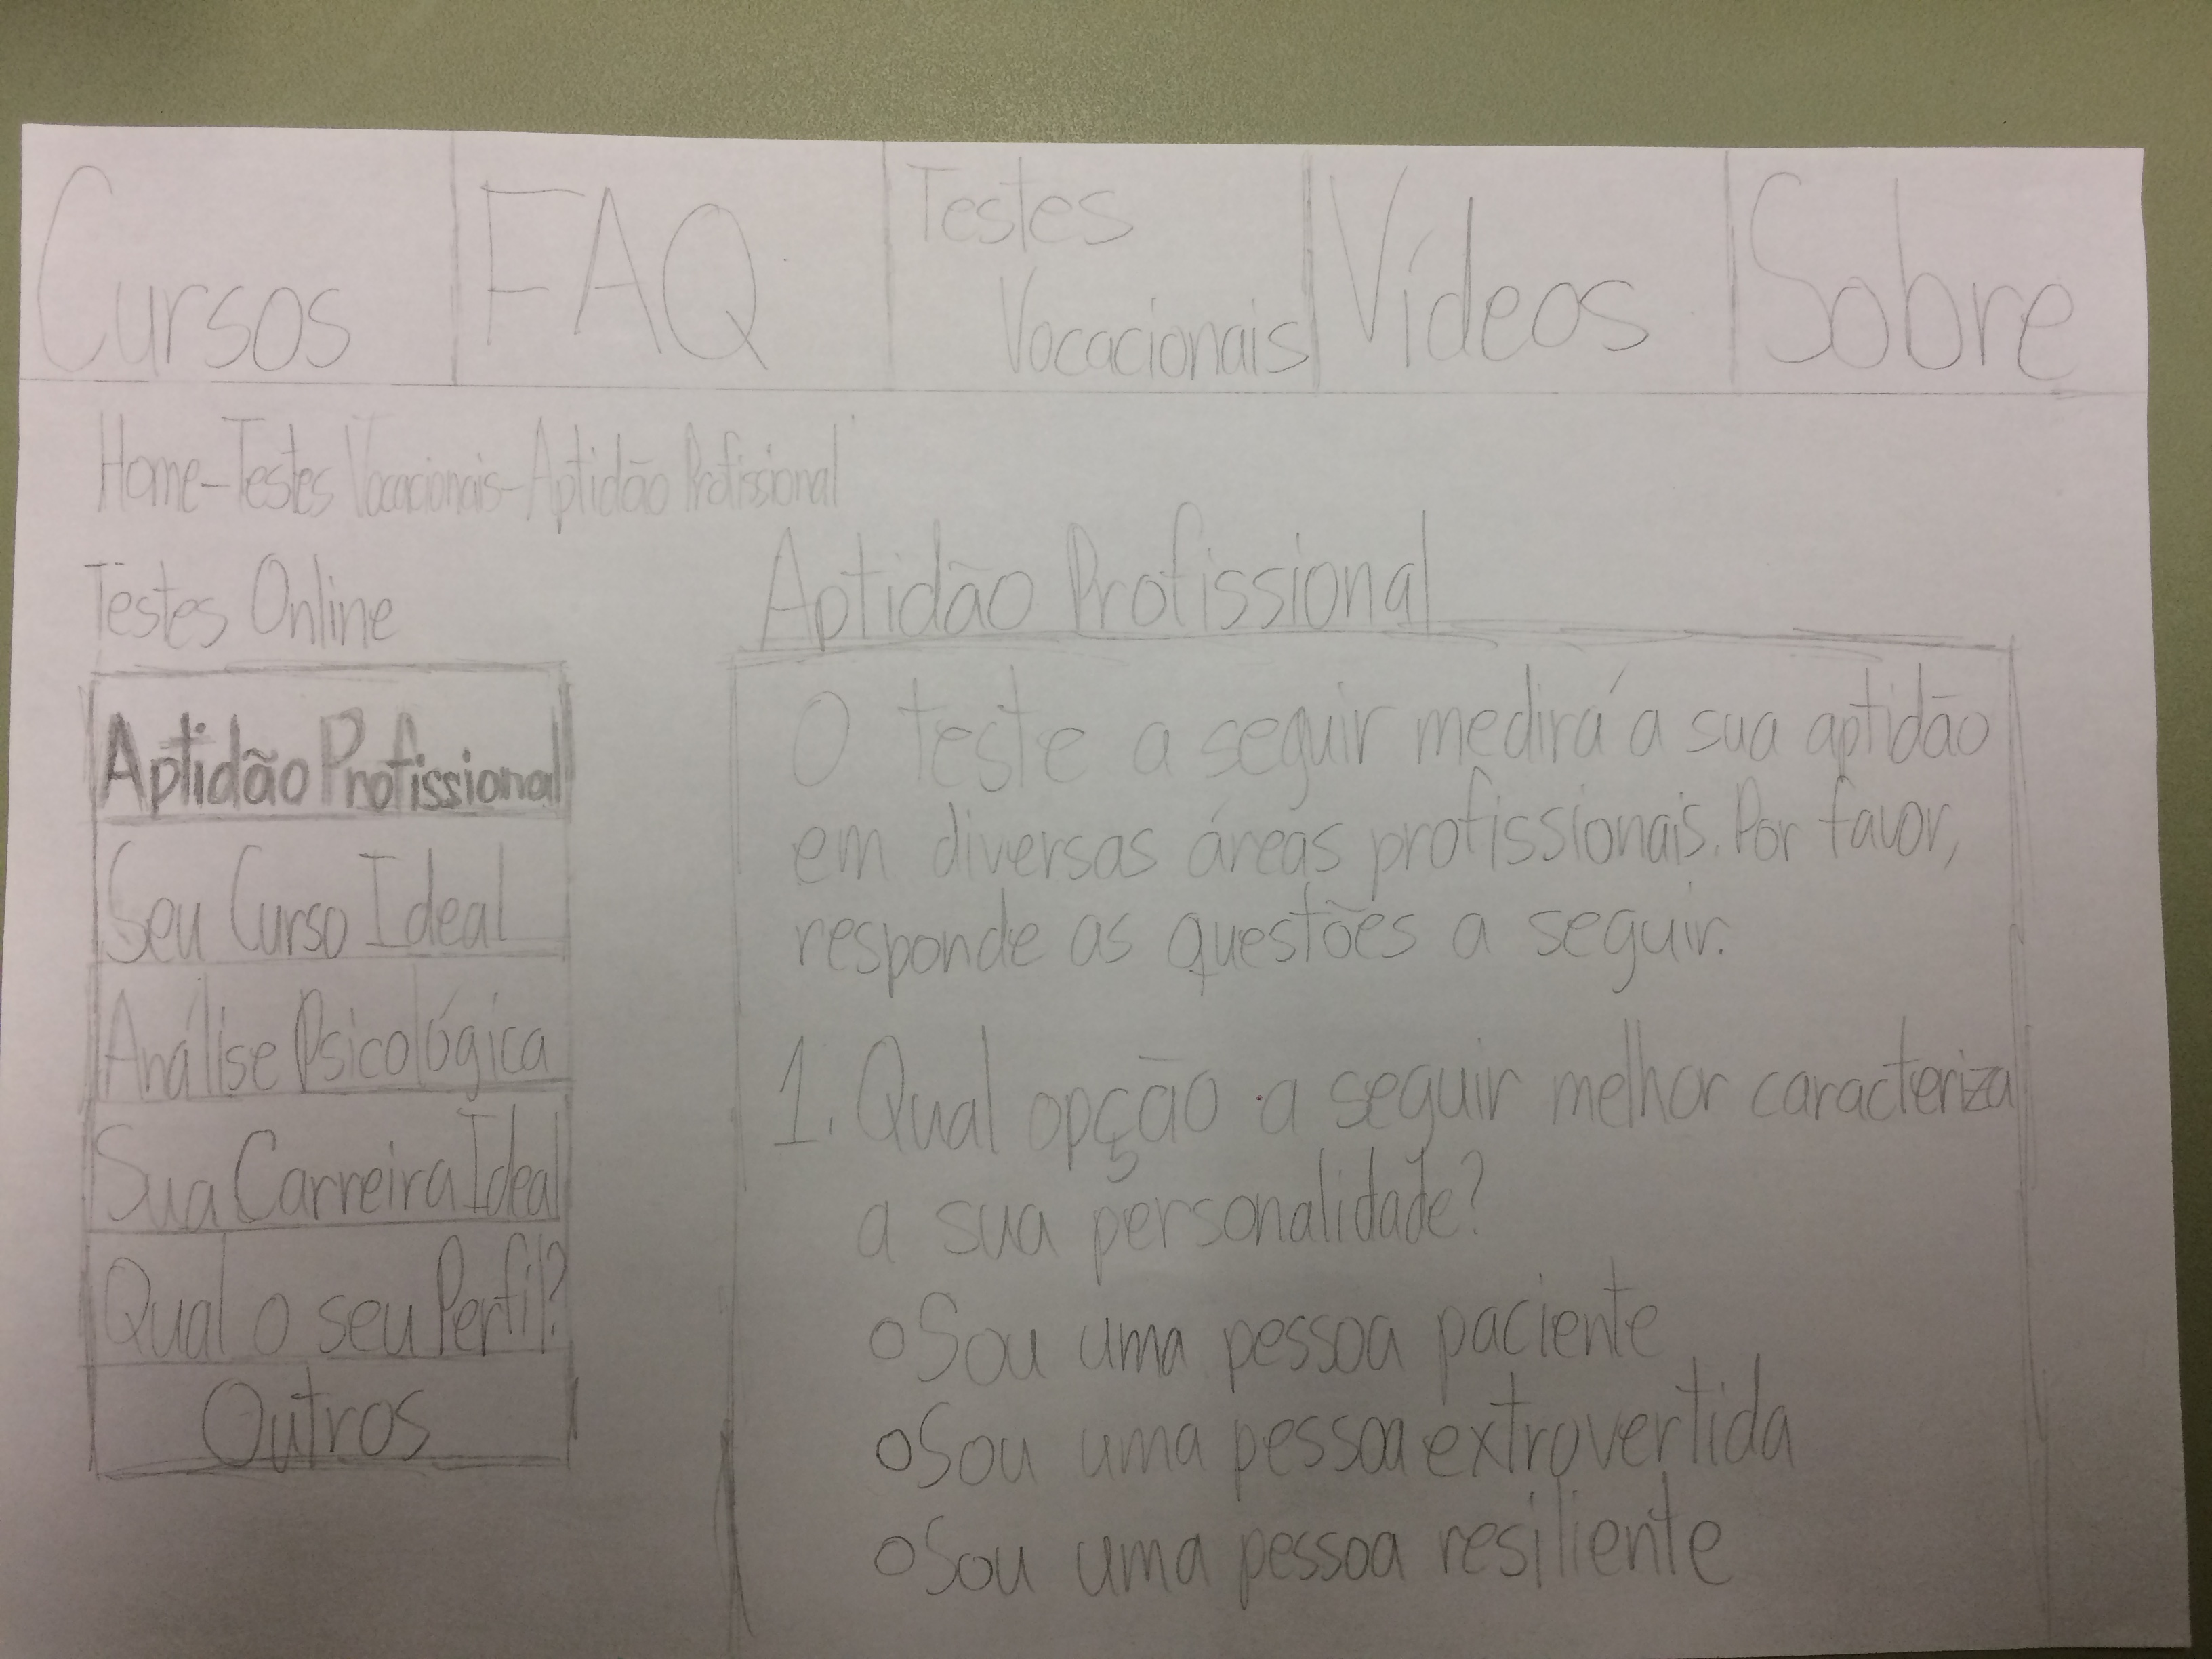 Cursos
FAQ
Testes
Vocacionais
Vídeos
Sobre
Home-Testes Vocacionais-Aptidão Profissional
Testes Online
Aptidão Profissional
Seu Curso Ideal
Análise Psicológica
Sua Carreira Ideal
Qual o seu Perfil?
Outros
Aptidão Profissional
O teste a seguir medirá a sua aptidão
em diversas áreas profissionais. Por favor,
responde as questões a seguir.
1. Qual opção a seguir melhor caracteriza
a sua personalidade?
○ Sou uma pessoa paciente
○ Sou uma pessoa extrovertida
○ Sou uma pessoa resiliente